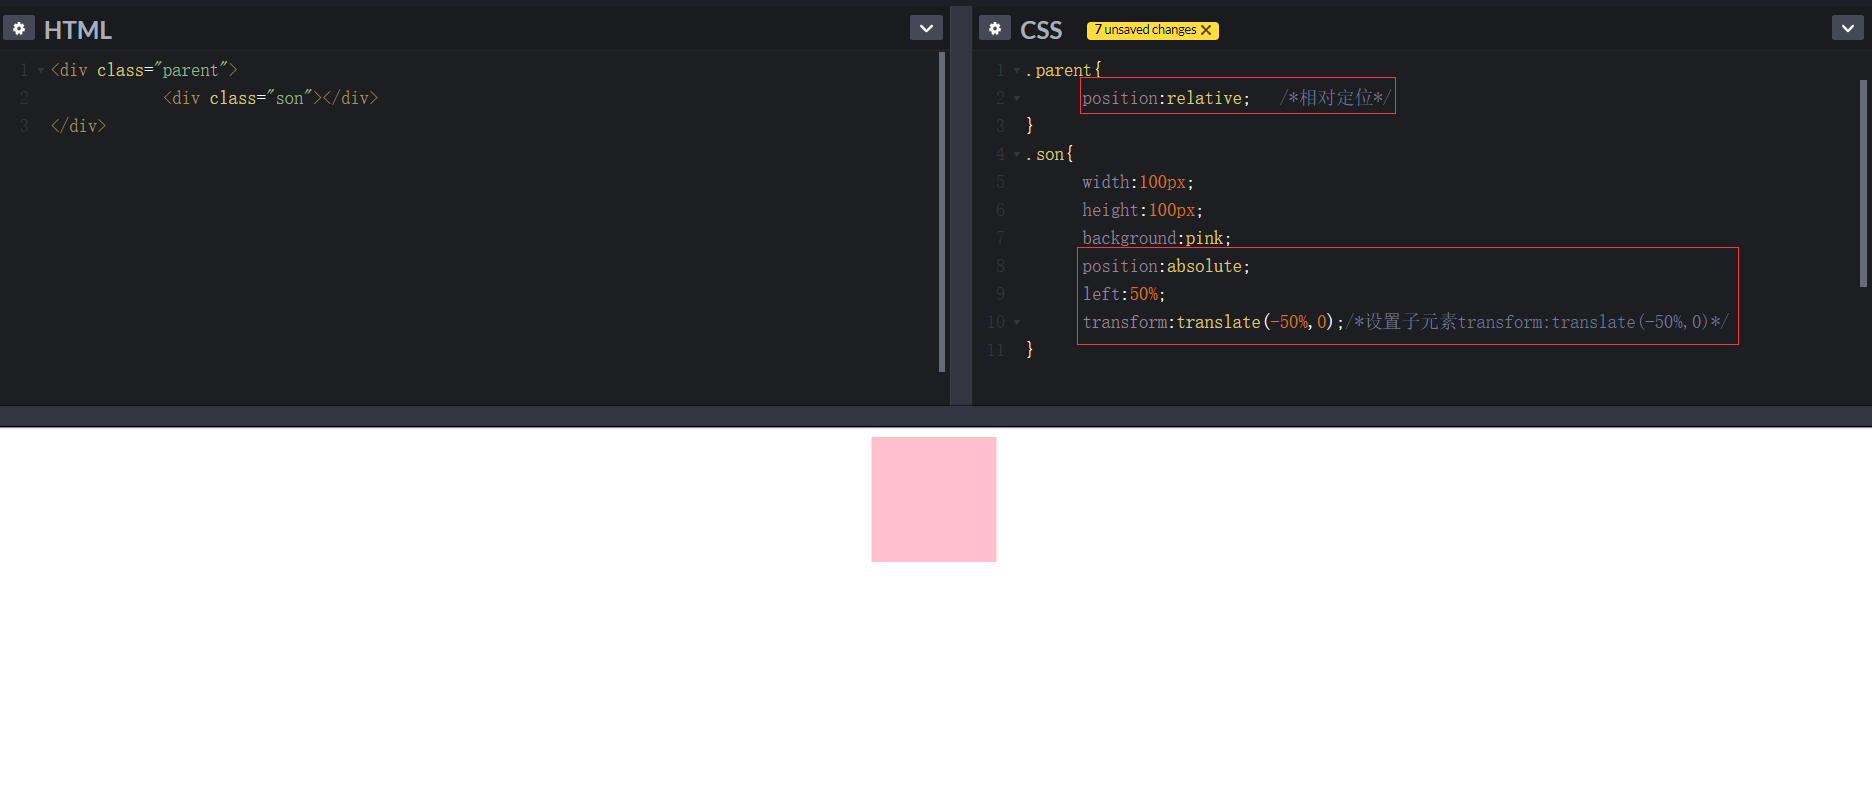 HTML
1 <div class="parent">
2 <div class="son"></div>
3 </div>
CSS 7 unsaved changes ✕
1 .parent{
2 position:relative; /*相对定位*/
3 }
4 .son{
5 width:100px;
6 height:100px;
7 background:pink;
8 position:absolute;
9 left:50%;
10 transform:translate(-50%,0);/*设置子元素transform:translate(-50%,0)*/
11 }